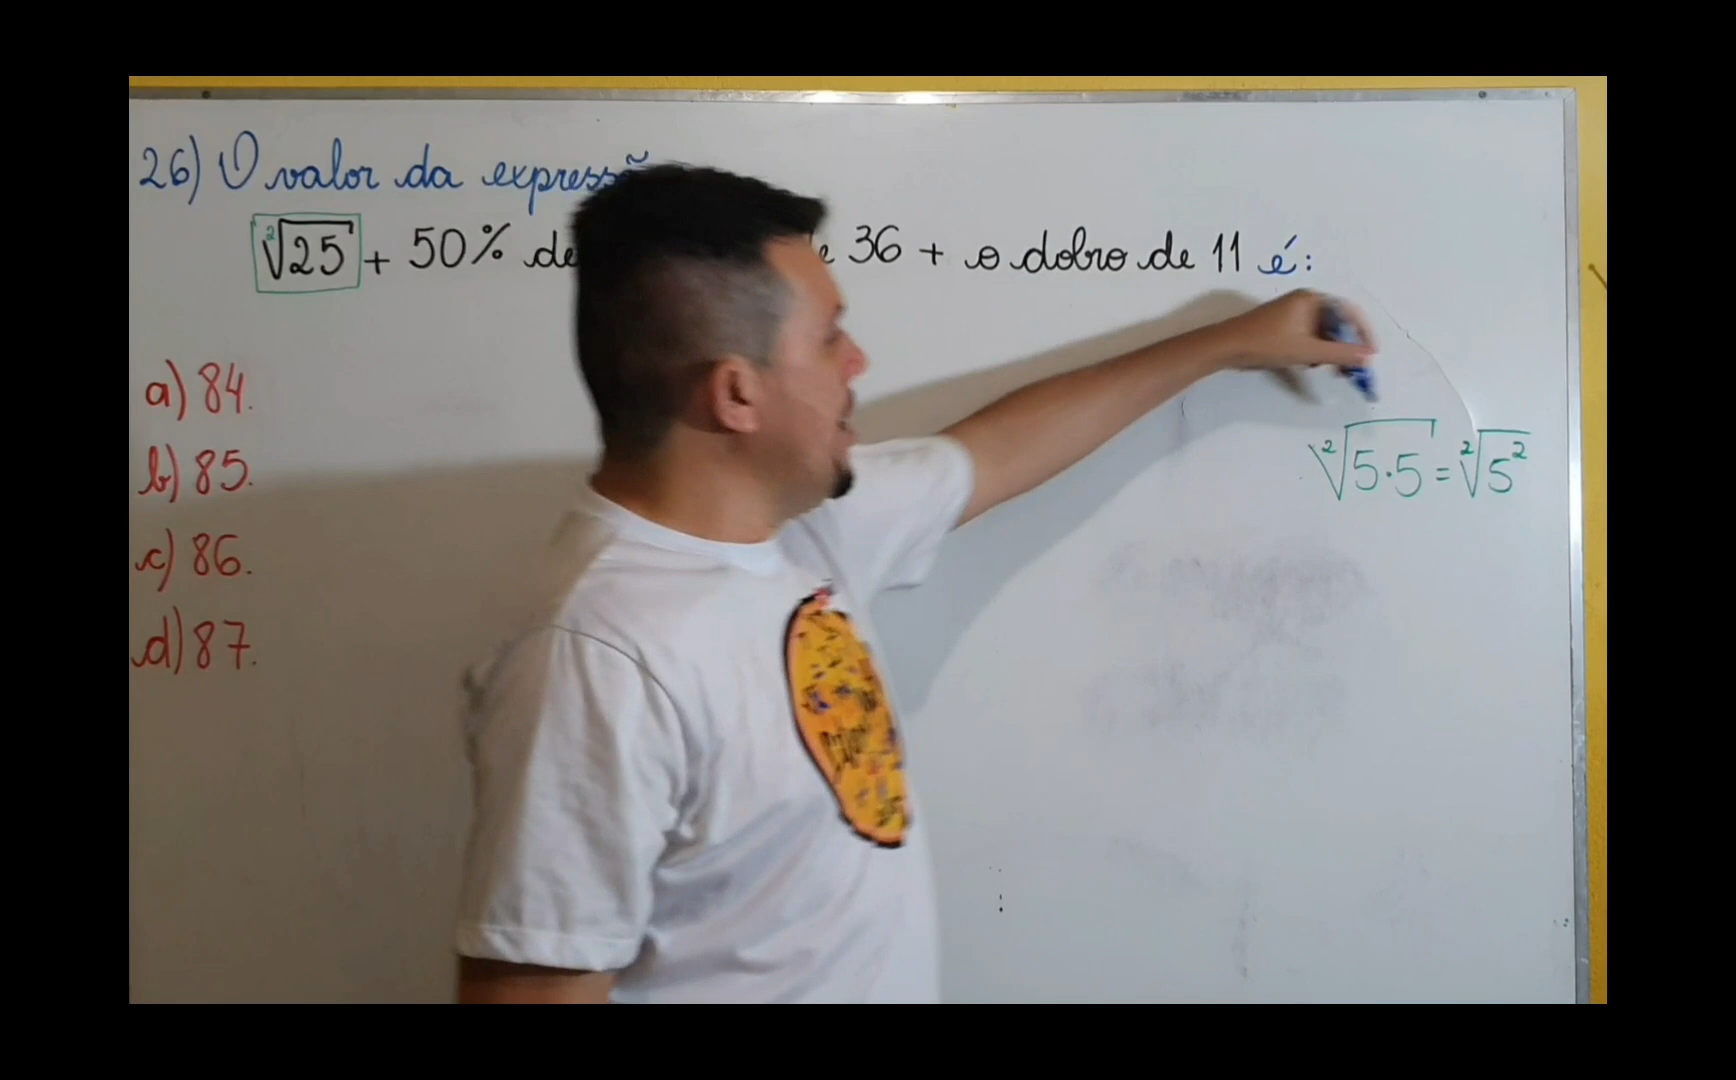 26) O valor da expressã
²√25 + 50% de 36 + o dobro de 11 é:
a) 84.
b) 85.
c) 86.
d) 87.
²√5·5 = ²√5²